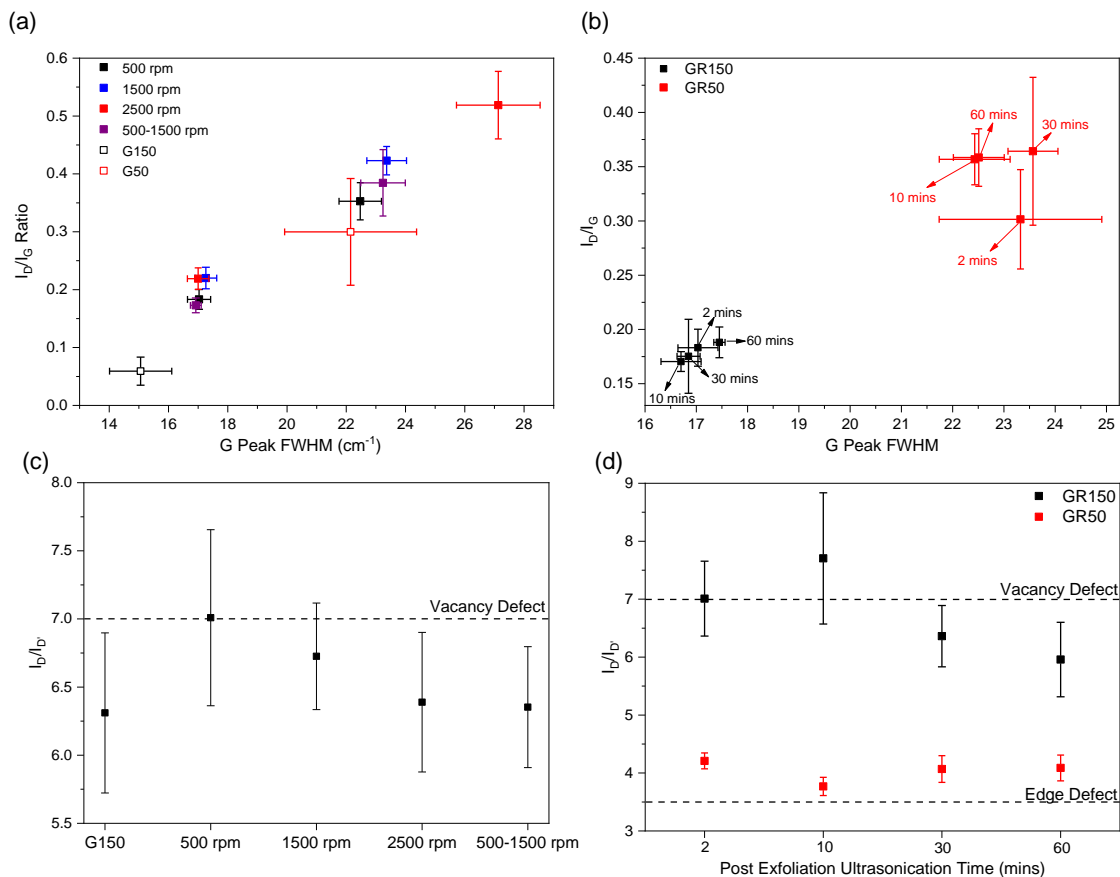 (a)
0.6
0.5
0.4
0.3
0.2
0.1
0.0
I_D/I_G Ratio
500 rpm
1500 rpm
2500 rpm
500-1500 rpm
G150
G50
14 16 18 20 22 24 26 28
G Peak FWHM (cm⁻¹)
(b)
0.45
0.40
0.35
0.30
0.25
0.20
0.15
I_D/I_G
GR150
GR50
60 mins
30 mins
10 mins
2 mins
2 mins
60 mins
30 mins
10 mins
16 17 18 19 20 21 22 23 24 25
G Peak FWHM
(c)
8.0
7.5
7.0
6.5
6.0
5.5
I_D/I_D'
Vacancy Defect
G150 500 rpm 1500 rpm 2500 rpm 500-1500 rpm
(d)
9
8
7
6
5
4
3
I_D/I_D'
GR150
GR50
Vacancy Defect
Edge Defect
2 10 30 60
Post Exfoliation Ultrasonication Time (mins)